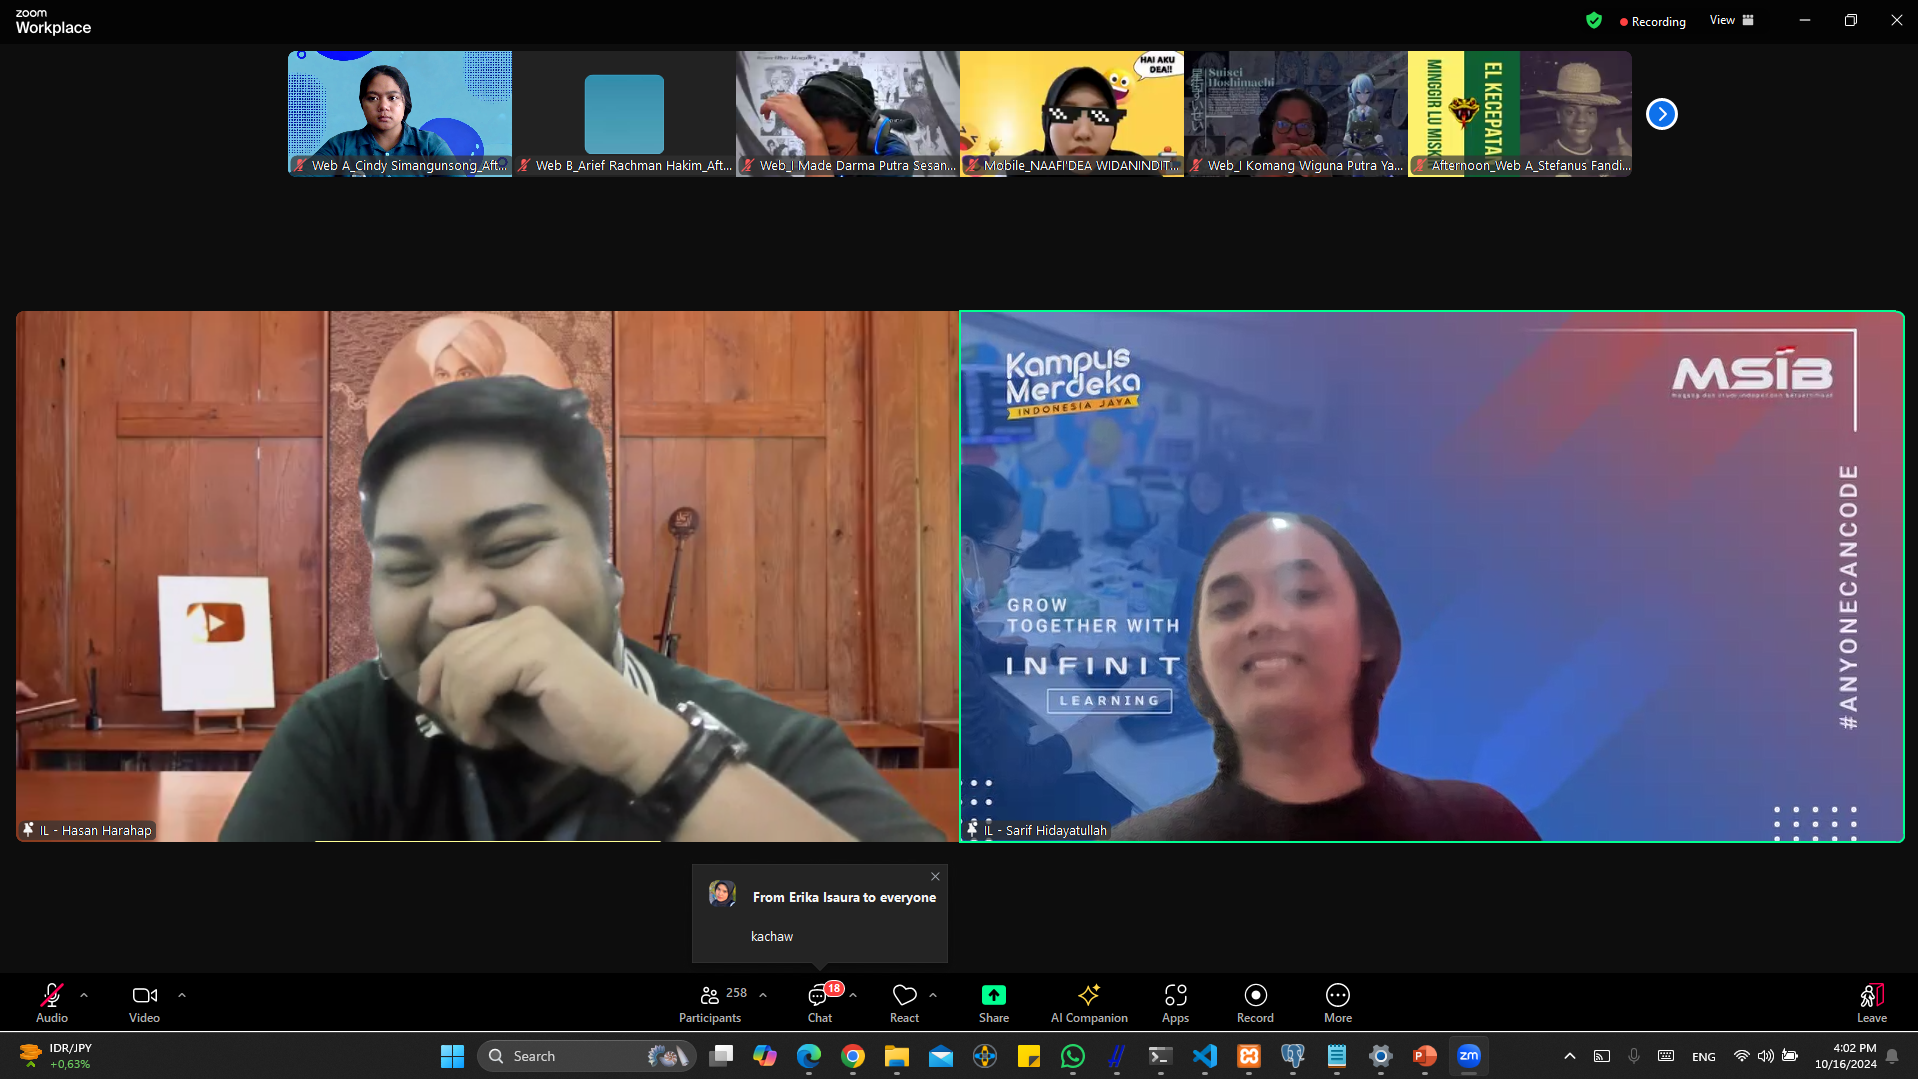 zoom
Workplace
Recording
View
HAI AKU
DEA!!
Suisei
Hoshimachi
MINGGIR LU MISK
EL KECEPATA
Web A_Cindy Simangunsong_Aft...
Web B_Arief Rachman Hakim_Aft...
Web_I Made Darma Putra Sesan...
Mobile_NAAFI'DEA WIDANINDIT...
Web_I Komang Wiguna Putra Ya...
Afternoon_Web A_Stefanus Fandi...
Kampus
Merdeka
INDONESIA JAYA
MSIB
GROW
TOGETHER WITH
INFINIT
LEARNING
#ANYONECANCODE
IL - Hasan Harahap
IL - Sarif Hidayatullah
From Erika Isaura to everyone
kachaw
258
18
Audio
Video
Participants
Chat
React
Share
AI Companion
Apps
Record
More
Leave
IDR/JPY
+0,63%
Search
zm
ENG
4:02 PM
10/16/2024